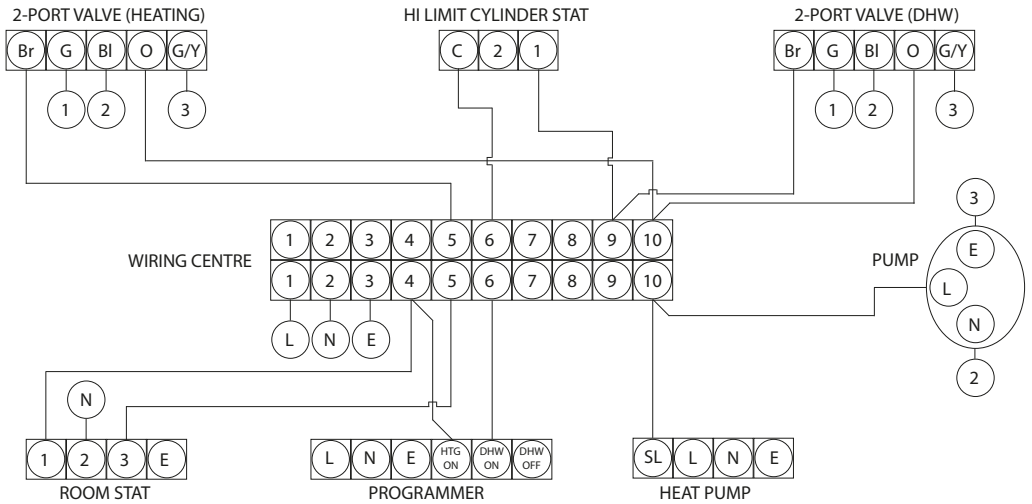 2-PORT VALVE (HEATING)
HI LIMIT CYLINDER STAT
2-PORT VALVE (DHW)
Br G Bl O G/Y
C 2 1
Br G Bl O G/Y
1 2 3
1 2 3
3
1 2 3 4 5 6 7 8 9 10
WIRING CENTRE
PUMP
E
1 2 3 4 5 6 7 8 9 10
L
L N E
N
N
2
1 2 3 E
L N E HTG ON DHW ON DHW OFF
SL L N E
ROOM STAT
PROGRAMMER
HEAT PUMP